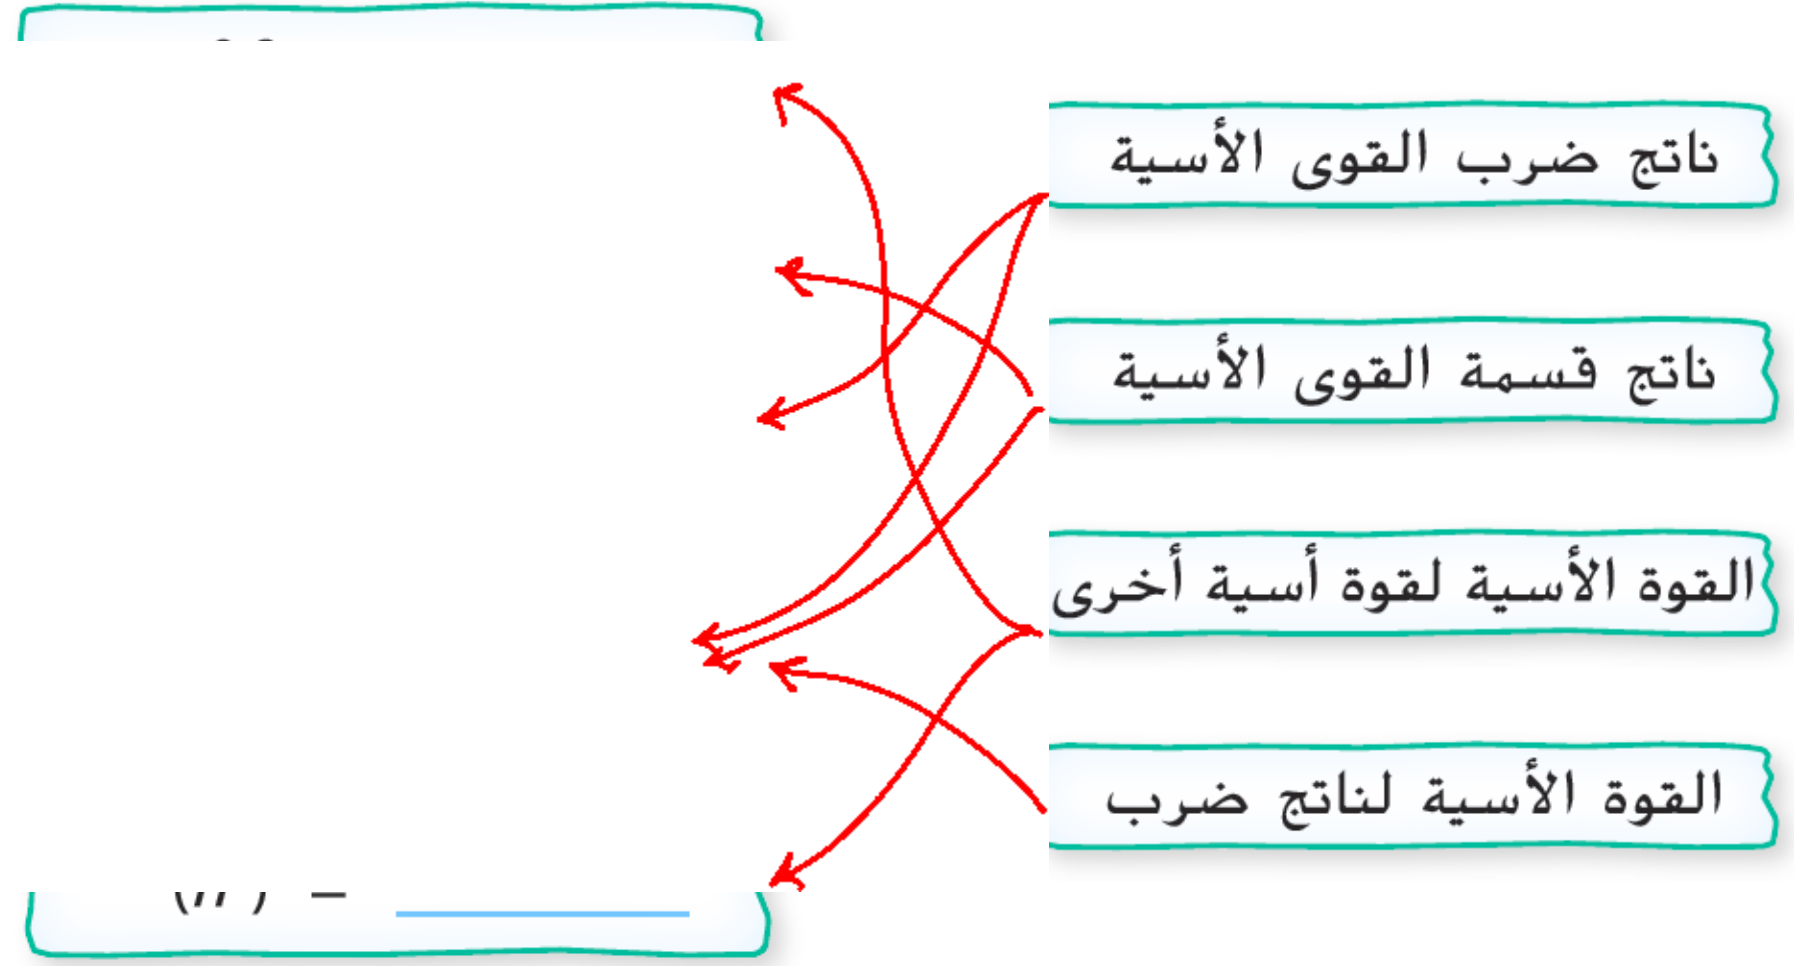 ناتج ضرب القوى الأسية
ناتج قسمة القوى الأسية
القوة الأسية لقوة أسية أخرى
القوة الأسية لناتج ضرب